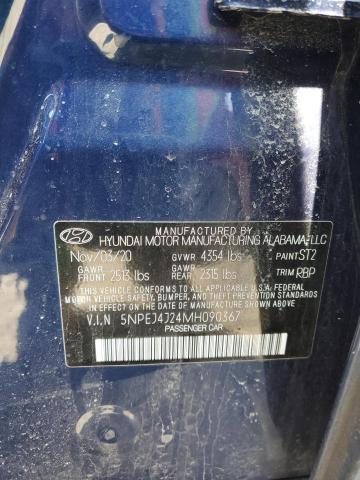 MANUFACTURED BY
HYUNDAI MOTOR MANUFACTURING ALABAMA, LLC
Nov/03/20 GVWR 4354 lbs PAINT ST2
GAWR FRONT 2513 lbs GAWR REAR 2315 lbs TRIM RBP
THIS VEHICLE CONFORMS TO ALL APPLICABLE U.S.A. FEDERAL
MOTOR VEHICLE SAFETY, BUMPER, AND THEFT PREVENTION STANDARDS
IN EFFECT ON THE DATE OF MANUFACTURE SHOWN ABOVE.
V.I.N 5NPEJ4J24MH090367
PASSENGER CAR